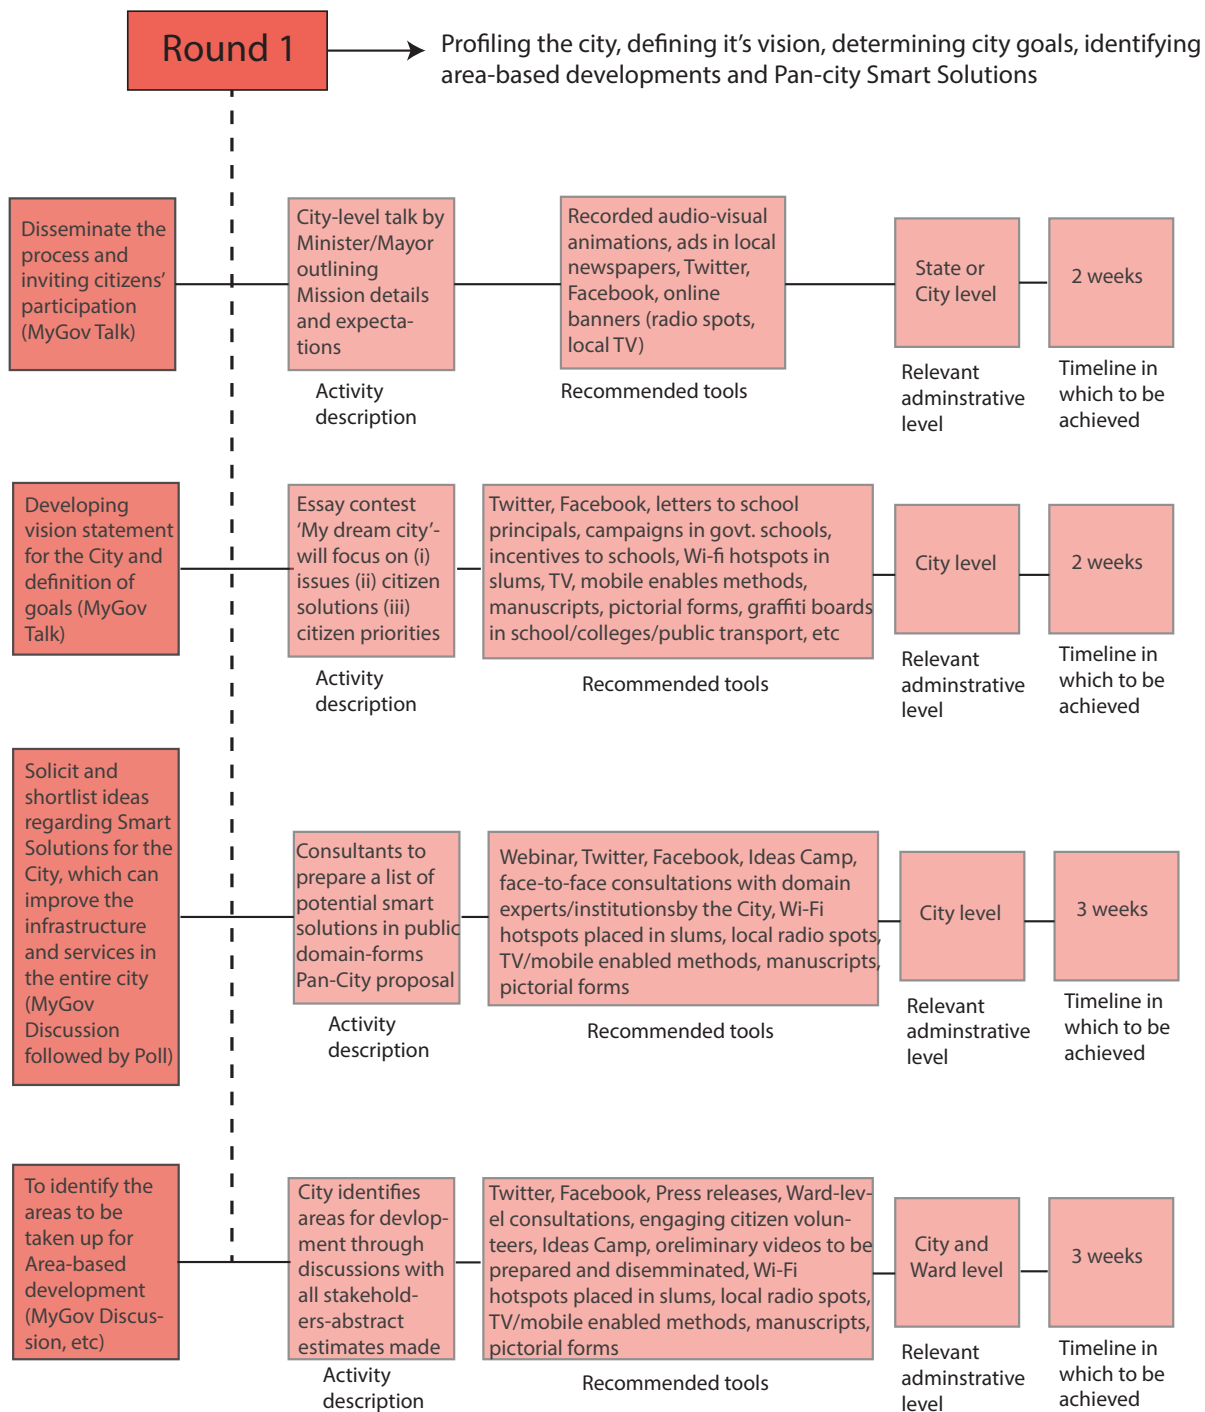 Round 1
Profiling the city, defining it's vision, determining city goals, identifying
area-based developments and Pan-city Smart Solutions
Disseminate the
process and
inviting citizens'
participation
(MyGov Talk)
City-level talk by
Minister/Mayor
outlining
Mission details
and expecta-
tions
Activity
description
Recorded audio-visual
animations, ads in local
newspapers, Twitter,
Facebook, online
banners (radio spots,
local TV)
Recommended tools
State or
City level
Relevant
adminstrative
level
2 weeks
Timeline in
which to be
achieved
Developing
vision statement
for the City and
definition of
goals (MyGov
Talk)
Essay contest
‘My dream city’-
will focus on (i)
issues (ii) citizen
solutions (iii)
citizen priorities
Activity
description
Twitter, Facebook, letters to school
principals, campaigns in govt. schools,
incentives to schools, Wi-fi hotspots in
slums, TV, mobile enables methods,
manuscripts, pictorial forms, graffiti boards
in school/colleges/public transport, etc
Recommended tools
City level
Relevant
adminstrative
level
2 weeks
Timeline in
which to be
achieved
Solicit and
shortlist ideas
regarding Smart
Solutions for the
City, which can
improve the
infrastructure
and services in
the entire city
(MyGov
Discussion
followed by Poll)
Consultants to
prepare a list of
potential smart
solutions in public
domain-forms
Pan-City proposal
Activity
description
Webinar, Twitter, Facebook, Ideas Camp,
face-to-face consultations with domain
experts/institutionsby the City, Wi-Fi
hotspots placed in slums, local radio spots,
TV/mobile enabled methods, manuscripts,
pictorial forms
Recommended tools
City level
Relevant
adminstrative
level
3 weeks
Timeline in
which to be
achieved
To identify the
areas to be
taken up for
Area-based
development
(MyGov Discus-
sion, etc)
City identifies
areas for devlop-
ment through
discussions with
all stakehold-
ers-abstract
estimates made
Activity
description
Twitter, Facebook, Press releases, Ward-lev-
el consultations, engaging citizen volun-
teers, Ideas Camp, oreliminary videos to be
prepared and disemminated, Wi-Fi
hotspots placed in slums, local radio spots,
TV/mobile enabled methods, manuscripts,
pictorial forms
Recommended tools
City and
Ward level
Relevant
adminstrative
level
3 weeks
Timeline in
which to be
achieved